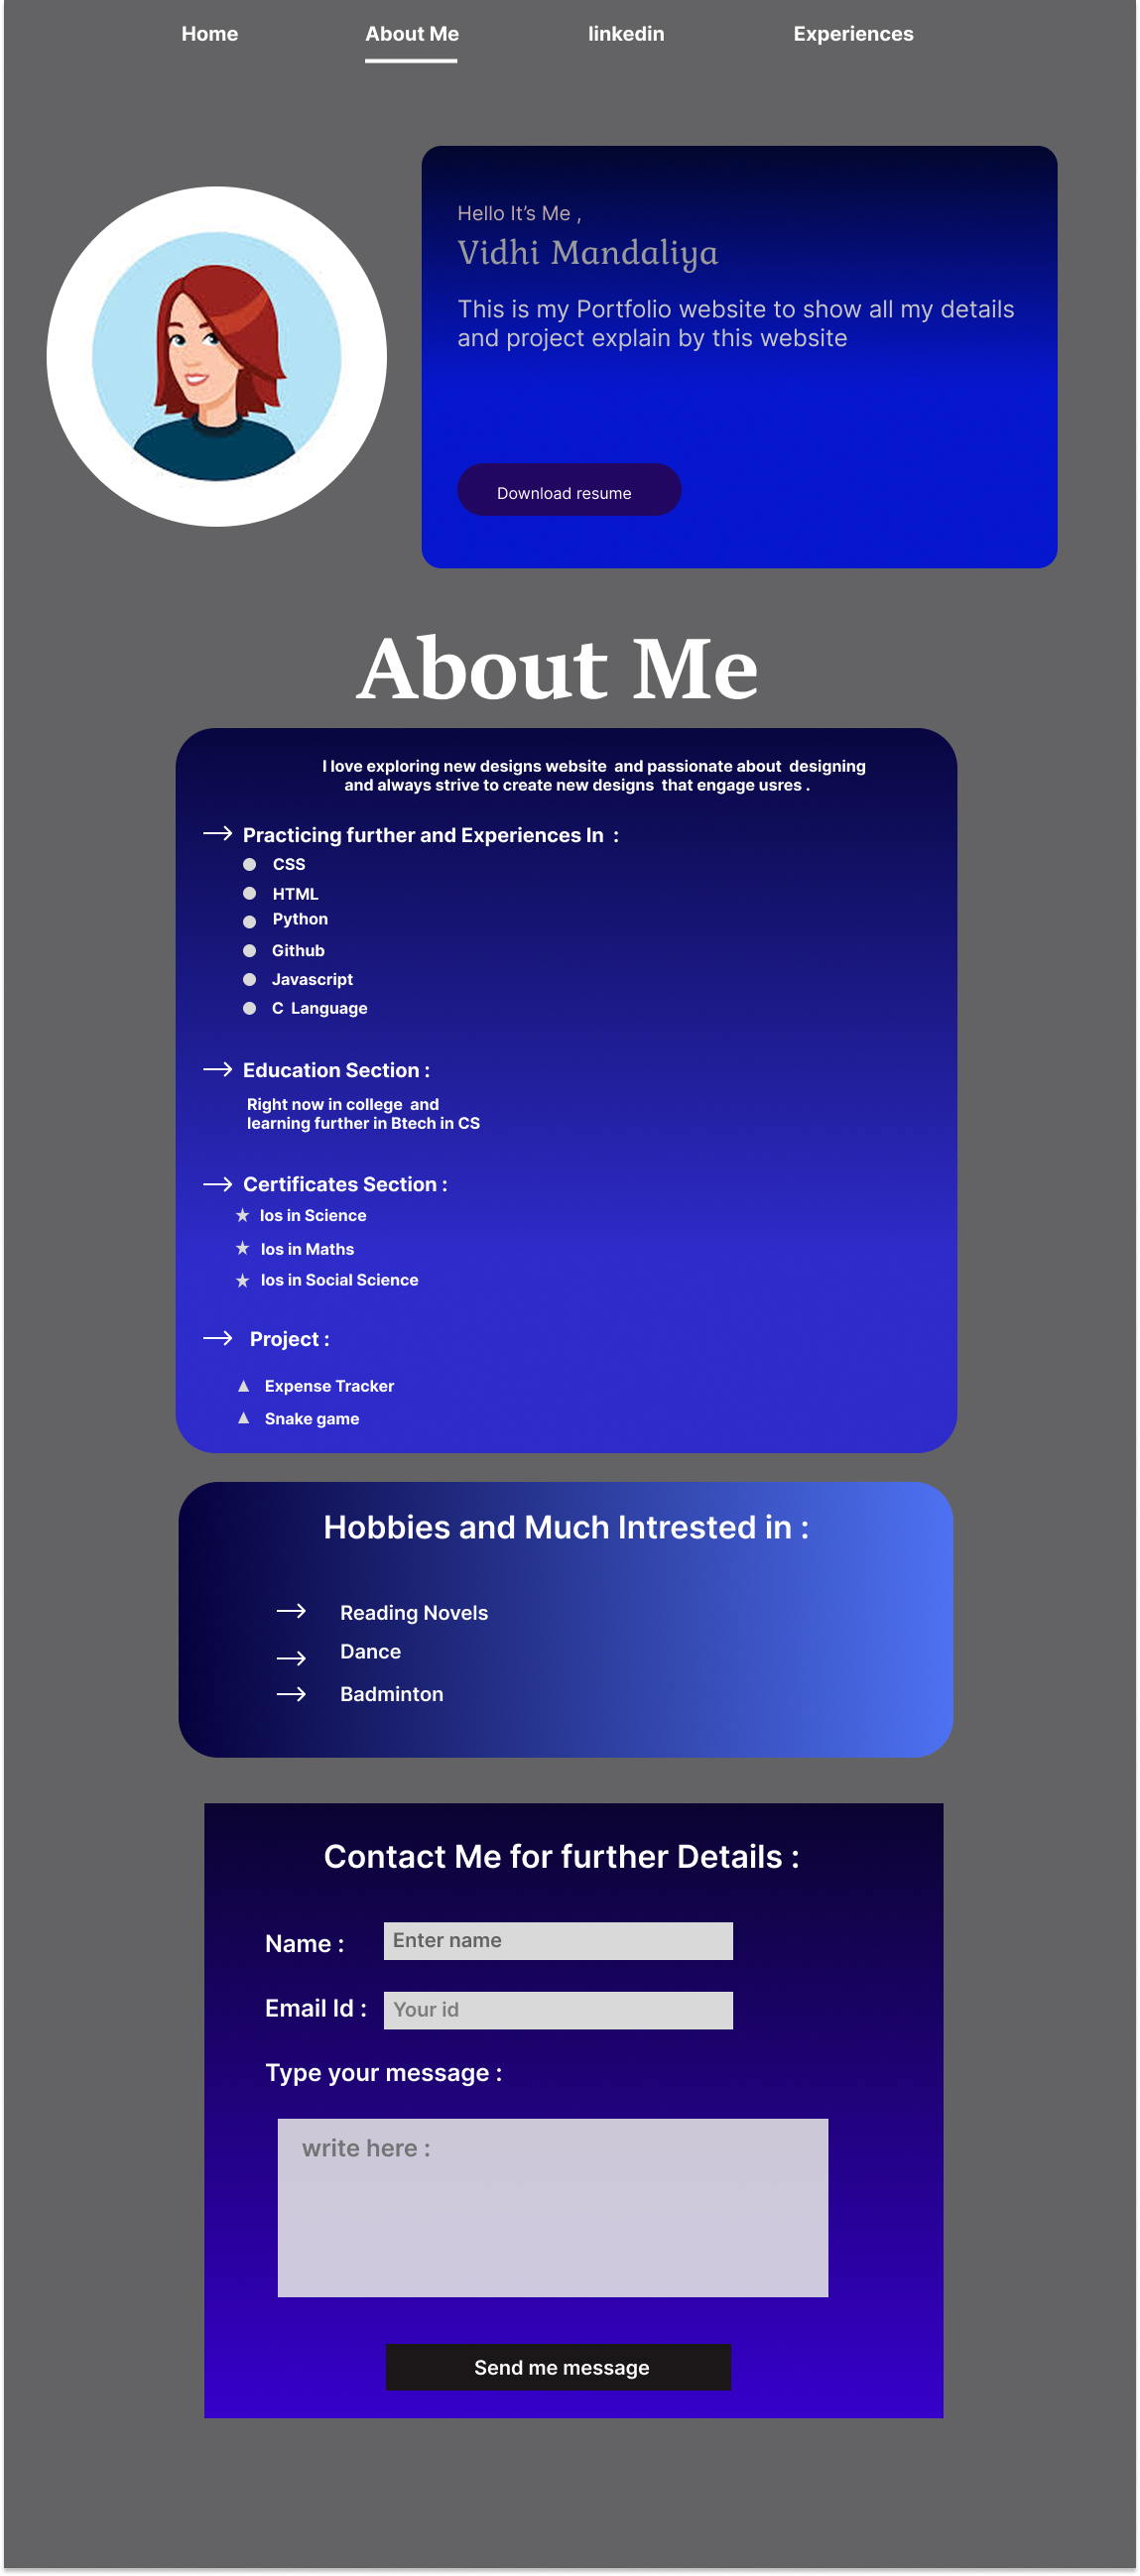 Home About Me linkedin Experiences
Hello It’s Me ,
Vidhi Mandaliya
This is my Portfolio website to show all my details
and project explain by this website
Download resume
About Me
I love exploring new designs website and passionate about designing
and always strive to create new designs that engage usres .
Practicing further and Experiences In :
CSS
HTML
Python
Github
Javascript
C Language
Education Section :
Right now in college and
learning further in Btech in CS
Certificates Section :
Ios in Science
Ios in Maths
Ios in Social Science
Project :
Expense Tracker
Snake game
Hobbies and Much Intrested in :
Reading Novels
Dance
Badminton
Contact Me for further Details :
Name : Enter name
Email Id : Your id
Type your message :
write here :
Send me message